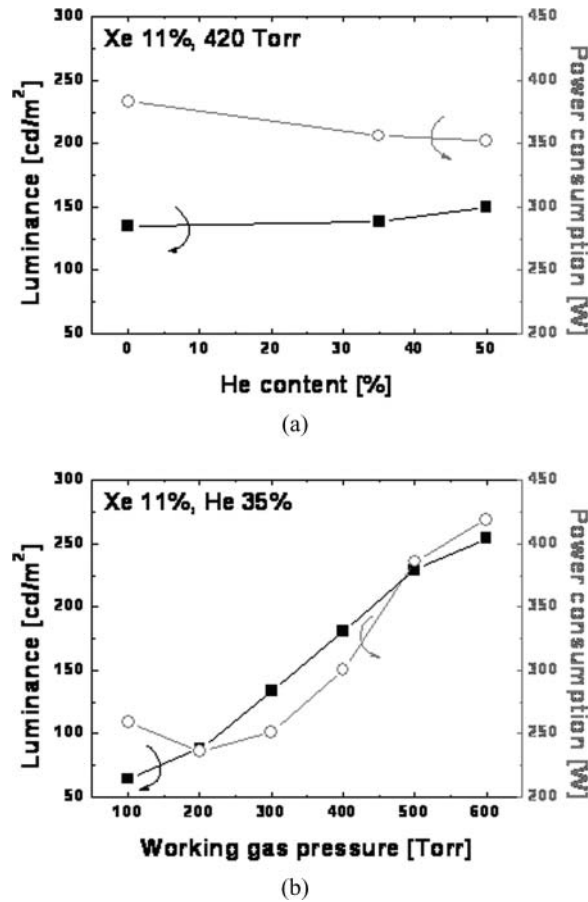 Xe 11%, 420 Torr
Luminance [cd/m²]
300
250
200
150
100
50
450
400
350
300
250
200
Power consumption [W]
0 10 20 30 40 50
He content [%]
(a)
Xe 11%, He 35%
Luminance [cd/m²]
300
250
200
150
100
50
450
400
350
300
250
200
Power consumption [W]
100 200 300 400 500 600
Working gas pressure [Torr]
(b)